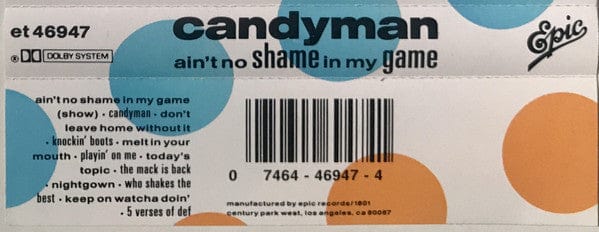 et 46947
DOLBY SYSTEM
candyman
ain't no shame in my game
Epic
ain't no shame in my game
(show) • candyman • don't
leave home without it
• knockin' boots • melt in your
mouth • playin' on me • today's
topic • the mack is back
• nightgown • who shakes the
best • keep on watcha doin'
• 5 verses of def
0 7464-46947-4
manufactured by epic records/1801
century park west, los angeles, ca 90067